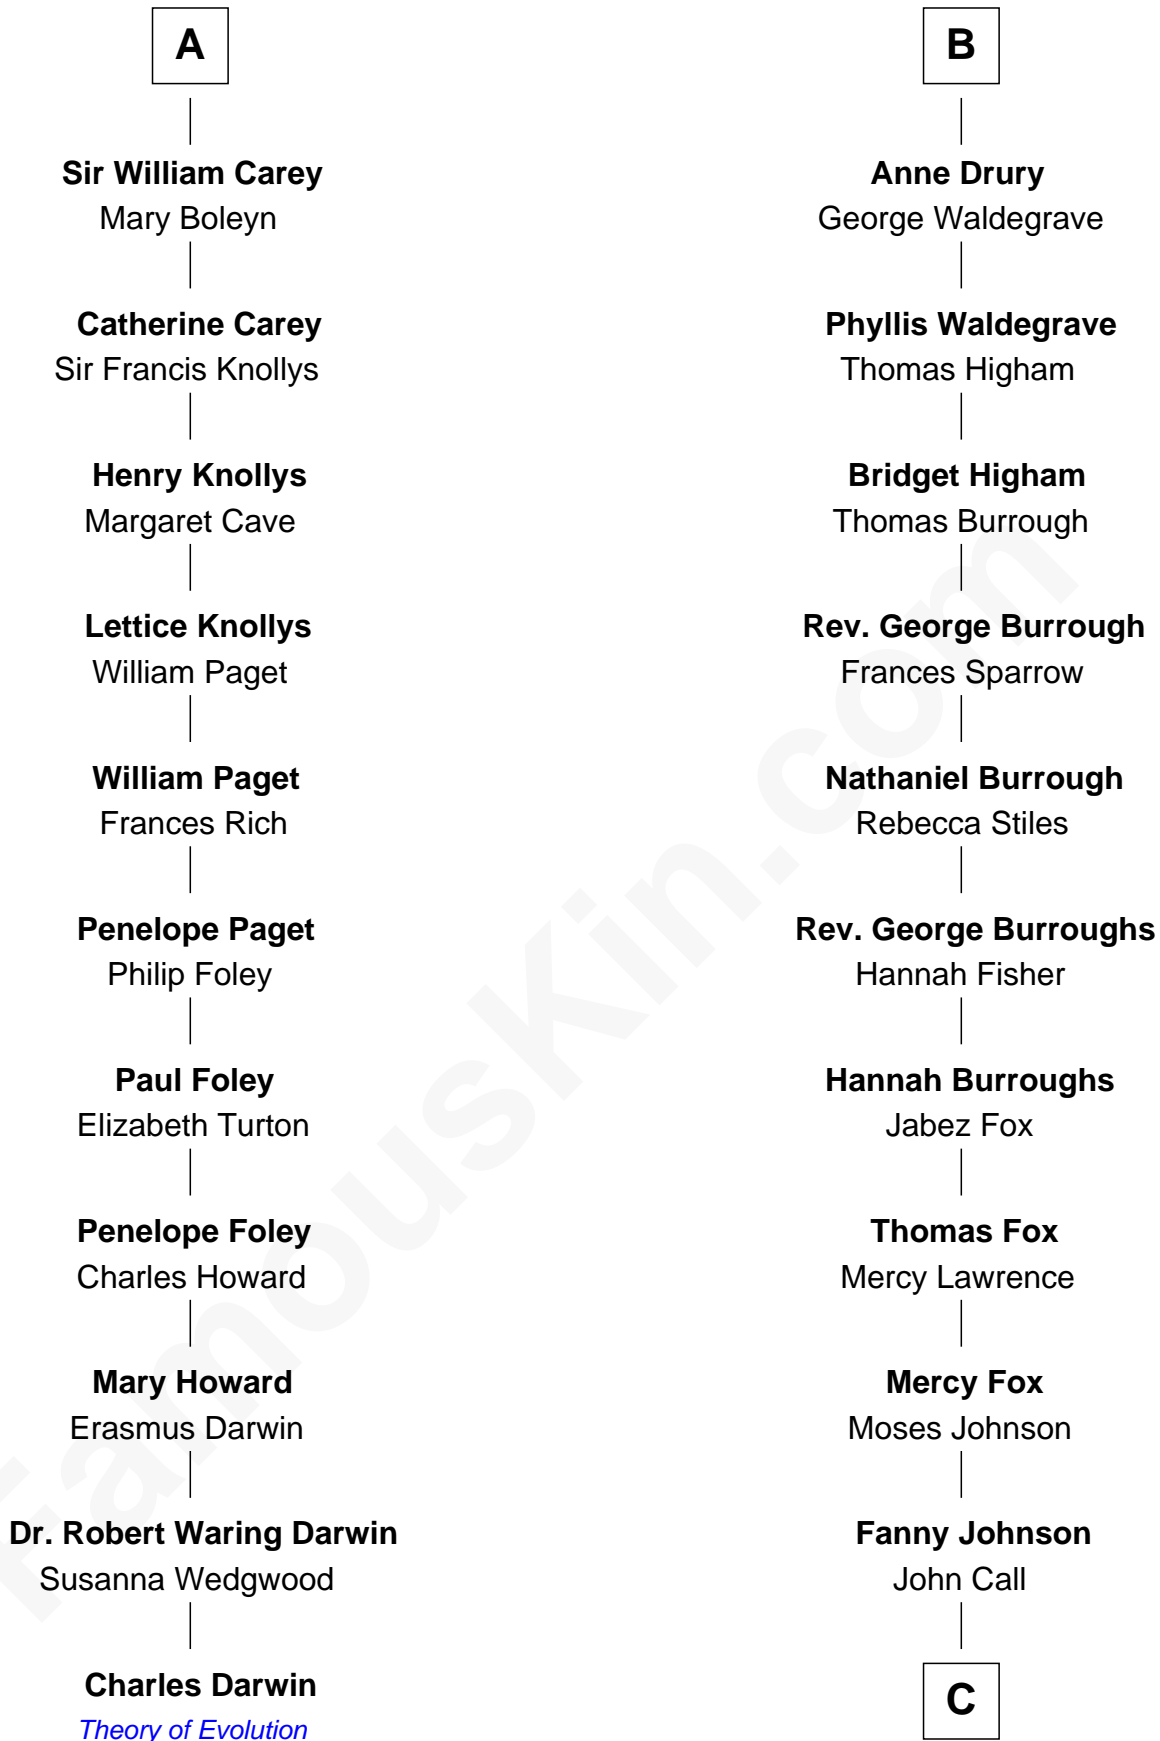 A
Sir William Carey
Mary Boleyn
Catherine Carey
Sir Francis Knollys
Henry Knollys
Margaret Cave
Lettice Knollys
William Paget
William Paget
Frances Rich
Penelope Paget
Philip Foley
Paul Foley
Elizabeth Turton
Penelope Foley
Charles Howard
Mary Howard
Erasmus Darwin
Dr. Robert Waring Darwin
Susanna Wedgwood
Charles Darwin
Theory of Evolution
B
Anne Drury
George Waldegrave
Phyllis Waldegrave
Thomas Higham
Bridget Higham
Thomas Burrough
Rev. George Burrough
Frances Sparrow
Nathaniel Burrough
Rebecca Stiles
Rev. George Burroughs
Hannah Fisher
Hannah Burroughs
Jabez Fox
Thomas Fox
Mercy Lawrence
Mercy Fox
Moses Johnson
Fanny Johnson
John Call
C
FamousKin.com